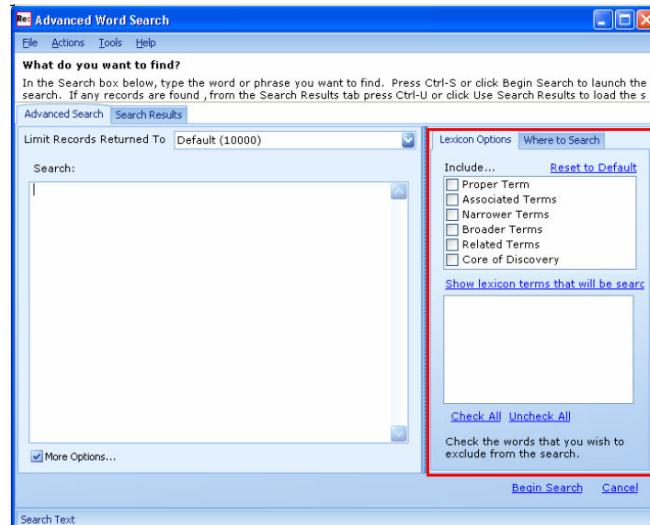 Re: Advanced Word Search
File Actions Tools Help
What do you want to find?
In the Search box below, type the word or phrase you want to find. Press Ctrl-S or click Begin Search to launch the
search. If any records are found , from the Search Results tab press Ctrl-U or click Use Search Results to load the s
Advanced Search Search Results
Limit Records Returned To Default (10000)
Search:
More Options...
Lexicon Options Where to Search
Include... Reset to Default
Proper Term
Associated Terms
Narrower Terms
Broader Terms
Related Terms
Core of Discovery
Show lexicon terms that will be searc
Check All Uncheck All
Check the words that you wish to
exclude from the search.
Begin Search Cancel
Search Text